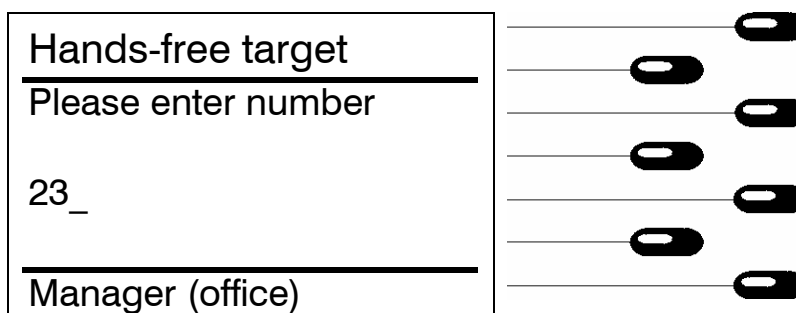 Hands-free target
Please enter number
23_
Manager (office)